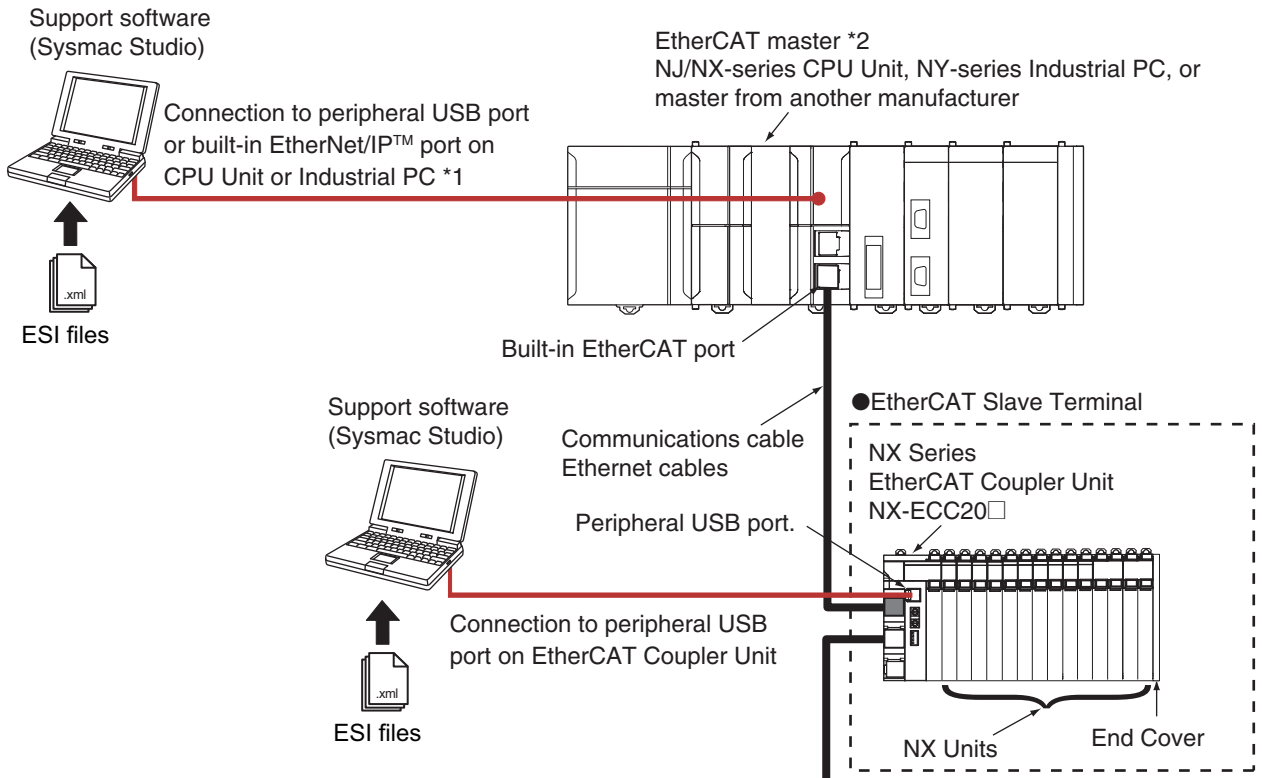 Support software
(Sysmac Studio)
EtherCAT master *2
NJ/NX-series CPU Unit, NY-series Industrial PC, or
master from another manufacturer
Connection to peripheral USB port
or built-in EtherNet/IP™ port on
CPU Unit or Industrial PC *1
.xml
ESI files
Built-in EtherCAT port
●EtherCAT Slave Terminal
Support software
(Sysmac Studio)
Communications cable
Ethernet cables
NX Series
EtherCAT Coupler Unit
NX-ECC20□
Peripheral USB port.
Connection to peripheral USB
port on EtherCAT Coupler Unit
.xml
ESI files
NX Units
End Cover